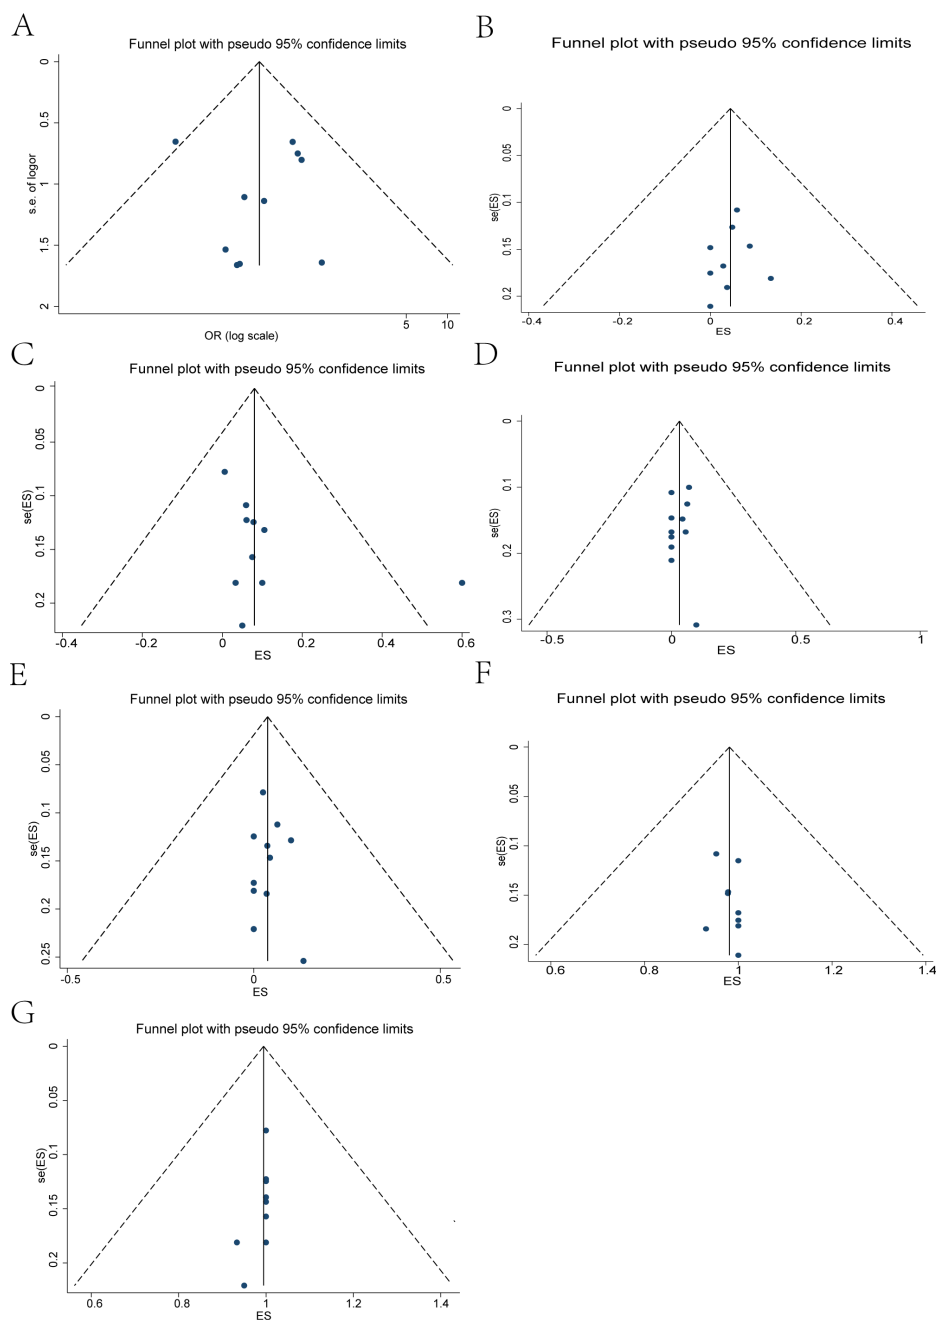 A
Funnel plot with pseudo 95% confidence limits
0
0.5
1
1.5
2
s.e. of logor
5
10
OR (log scale)
B
Funnel plot with pseudo 95% confidence limits
0
0.05
0.1
0.15
0.2
se(ES)
-0.4
-0.2
0
0.2
0.4
ES
C
Funnel plot with pseudo 95% confidence limits
0
0.05
0.1
0.15
0.2
se(ES)
-0.4
-0.2
0
0.2
0.4
0.6
ES
D
Funnel plot with pseudo 95% confidence limits
0
0.1
0.2
0.3
se(ES)
-0.5
0
0.5
1
ES
E
Funnel plot with pseudo 95% confidence limits
0
0.05
0.1
0.15
0.2
0.25
se(ES)
-0.5
0
0.5
ES
F
Funnel plot with pseudo 95% confidence limits
0
0.05
0.1
0.15
0.2
se(ES)
0.6
0.8
1
1.2
1.4
ES
G
Funnel plot with pseudo 95% confidence limits
0
0.05
0.1
0.15
0.2
se(ES)
0.6
0.8
1
1.2
1.4
ES